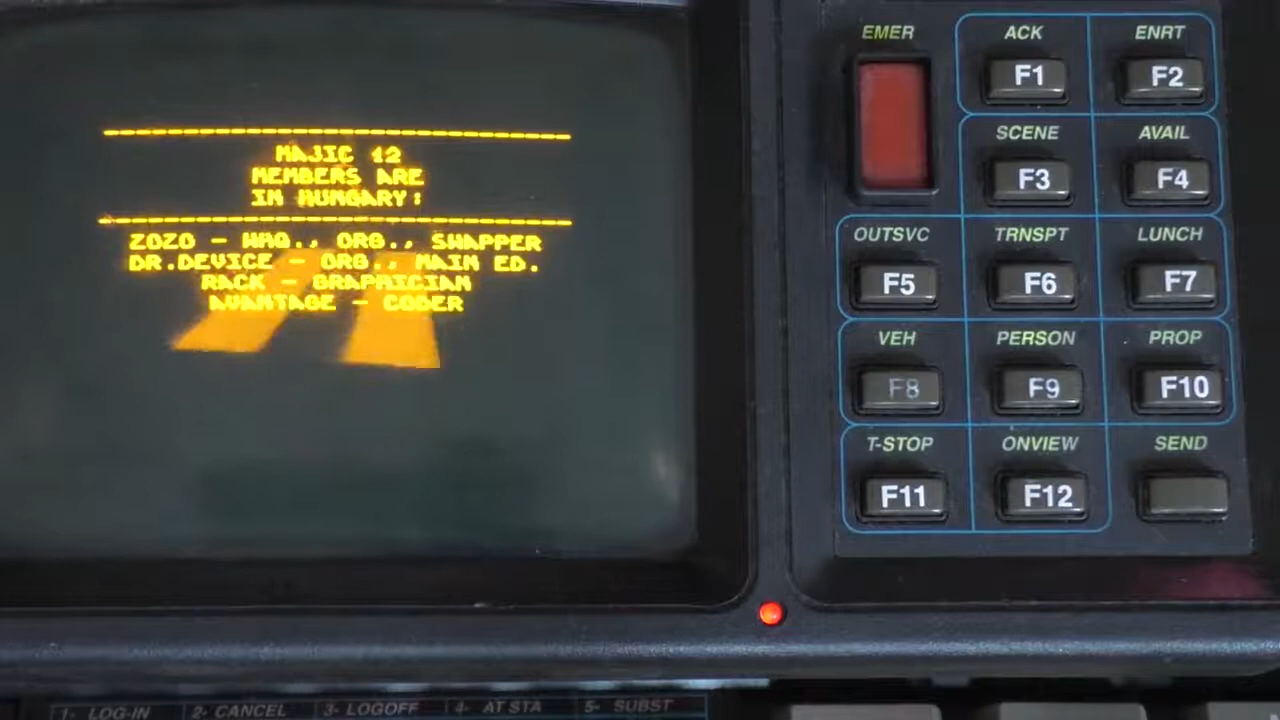 MAJIC 12
MEMBERS ARE
IN HUNGARY:
ZOZO - WHQ., ORG., SWAPPER
DR.DEVICE - ORG., MAIN ED.
RACK - GRAPHICIAN
AVANTAGE - CODER
EMER
ACK
ENRT
F1
F2
SCENE
AVAIL
F3
F4
OUTSVC
TRNSPT
LUNCH
F5
F6
F7
VEH
PERSON
PROP
F8
F9
F10
T-STOP
ONVIEW
SEND
F11
F12
1- LOG-IN
2- CANCEL
3- LOGOFF
4- AT STA
5- SUBST